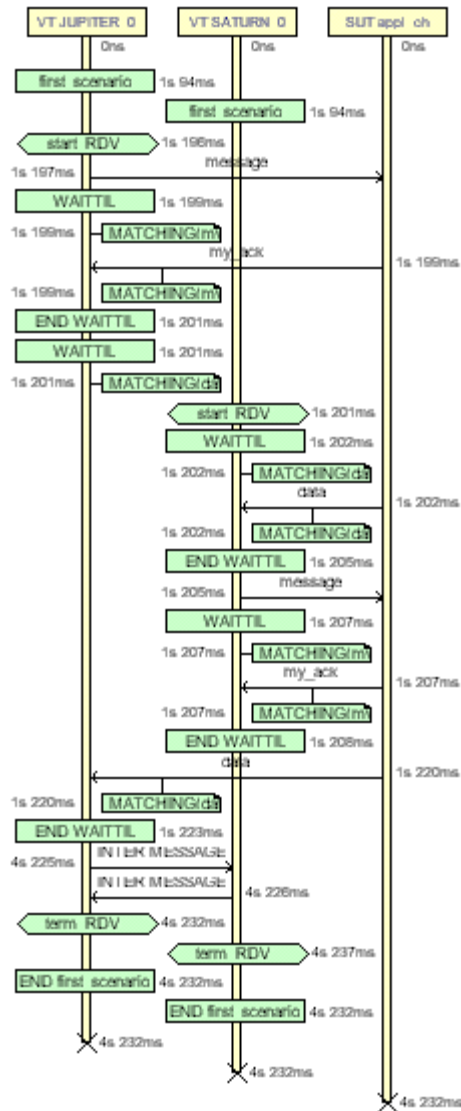 VT JUPITER 0 VT SATURN 0 SUT appl ch
0ns 0ns 0ns
first scenario 1s 94ms
first scenario 1s 94ms
start RDV 1s 196ms
message
1s 197ms
WAITTIL 1s 199ms
1s 199ms MATCHING(my
my_ack
1s 199ms
1s 199ms MATCHING(my
END WAITTIL 1s 201ms
WAITTIL 1s 201ms
1s 201ms MATCHING(da
start RDV 1s 201ms
WAITTIL 1s 202ms
1s 202ms MATCHING(da
data
1s 202ms
1s 202ms MATCHING(da
END WAITTIL 1s 205ms
1s 205ms message
WAITTIL 1s 207ms
1s 207ms MATCHING(my
my_ack
1s 207ms
1s 207ms MATCHING(my
END WAITTIL 1s 208ms
data
1s 220ms
1s 220ms MATCHING(da
END WAITTIL 1s 223ms
INTER MESSAGE
4s 225ms
INTER MESSAGE
4s 226ms
term RDV 4s 232ms
term RDV 4s 237ms
END first scenario 4s 232ms
END first scenario 4s 232ms
4s 232ms
4s 232ms
4s 232ms